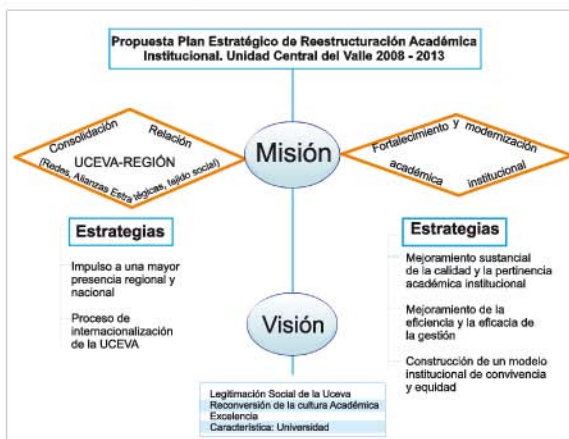 Propuesta Plan Estratégico de Reestructuración Académica
Institucional. Unidad Central del Valle 2008 - 2013
Consolidación Relación
UCEVA-REGIÓN
(Redes, Alianzas Estra tégicas, tejido social)
Misión
Fortalecimiento y modernización
académica institucional
Estrategias
Impulso a una mayor
presencia regional y
nacional
Proceso de
internacionalización
de la UCEVA
Estrategias
Mejoramiento sustancial
de la calidad y la pertinencia
académica institucional
Mejoramiento de la
eficiencia y la eficacia de
la gestión
Construcción de un modelo
institucional de convivencia
y equidad
Visión
Legitimación Social de la Uceva
Reconversión de la cultura Académica
Excelencia
Característica: Universidad